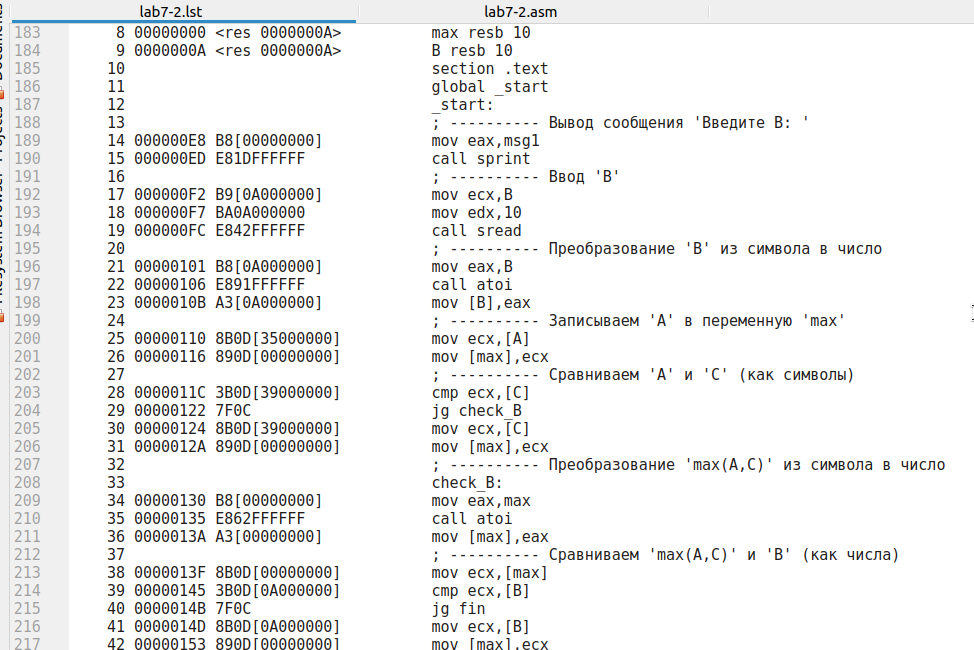 lab7-2.lst lab7-2.asm
183 8 00000000 <res 0000000A> max resb 10
184 9 0000000A <res 0000000A> B resb 10
185 10 section .text
186 11 global _start
187 12 _start:
188 13 ; ---------- Вывод сообщения 'Введите B: '
189 14 000000E8 B8[00000000] mov eax,msg1
190 15 000000ED E81DFFFFFF call sprint
191 16 ; ---------- Ввод 'B'
192 17 000000F2 B9[0A000000] mov ecx,B
193 18 000000F7 BA0A000000 mov edx,10
194 19 000000FC E842FFFFFF call sread
195 20 ; ---------- Преобразование 'B' из символа в число
196 21 00000101 B8[0A000000] mov eax,B
197 22 00000106 E891FFFFFF call atoi
198 23 0000010B A3[0A000000] mov [B],eax
199 24 ; ---------- Записываем 'A' в переменную 'max'
200 25 00000110 8B0D[35000000] mov ecx,[A]
201 26 00000116 890D[00000000] mov [max],ecx
202 27 ; ---------- Сравниваем 'A' и 'C' (как символы)
203 28 0000011C 3B0D[39000000] cmp ecx,[C]
204 29 00000122 7F0C jg check_B
205 30 00000124 8B0D[39000000] mov ecx,[C]
206 31 0000012A 890D[00000000] mov [max],ecx
207 32 ; ---------- Преобразование 'max(A,C)' из символа в число
208 33 check_B:
209 34 00000130 B8[00000000] mov eax,max
210 35 00000135 E862FFFFFF call atoi
211 36 0000013A A3[00000000] mov [max],eax
212 37 ; ---------- Сравниваем 'max(A,C)' и 'B' (как числа)
213 38 0000013F 8B0D[00000000] mov ecx,[max]
214 39 00000145 3B0D[0A000000] cmp ecx,[B]
215 40 0000014B 7F0C jg fin
216 41 0000014D 8B0D[0A000000] mov ecx,[B]
217 42 00000153 890D[00000000] mov [max],ecx